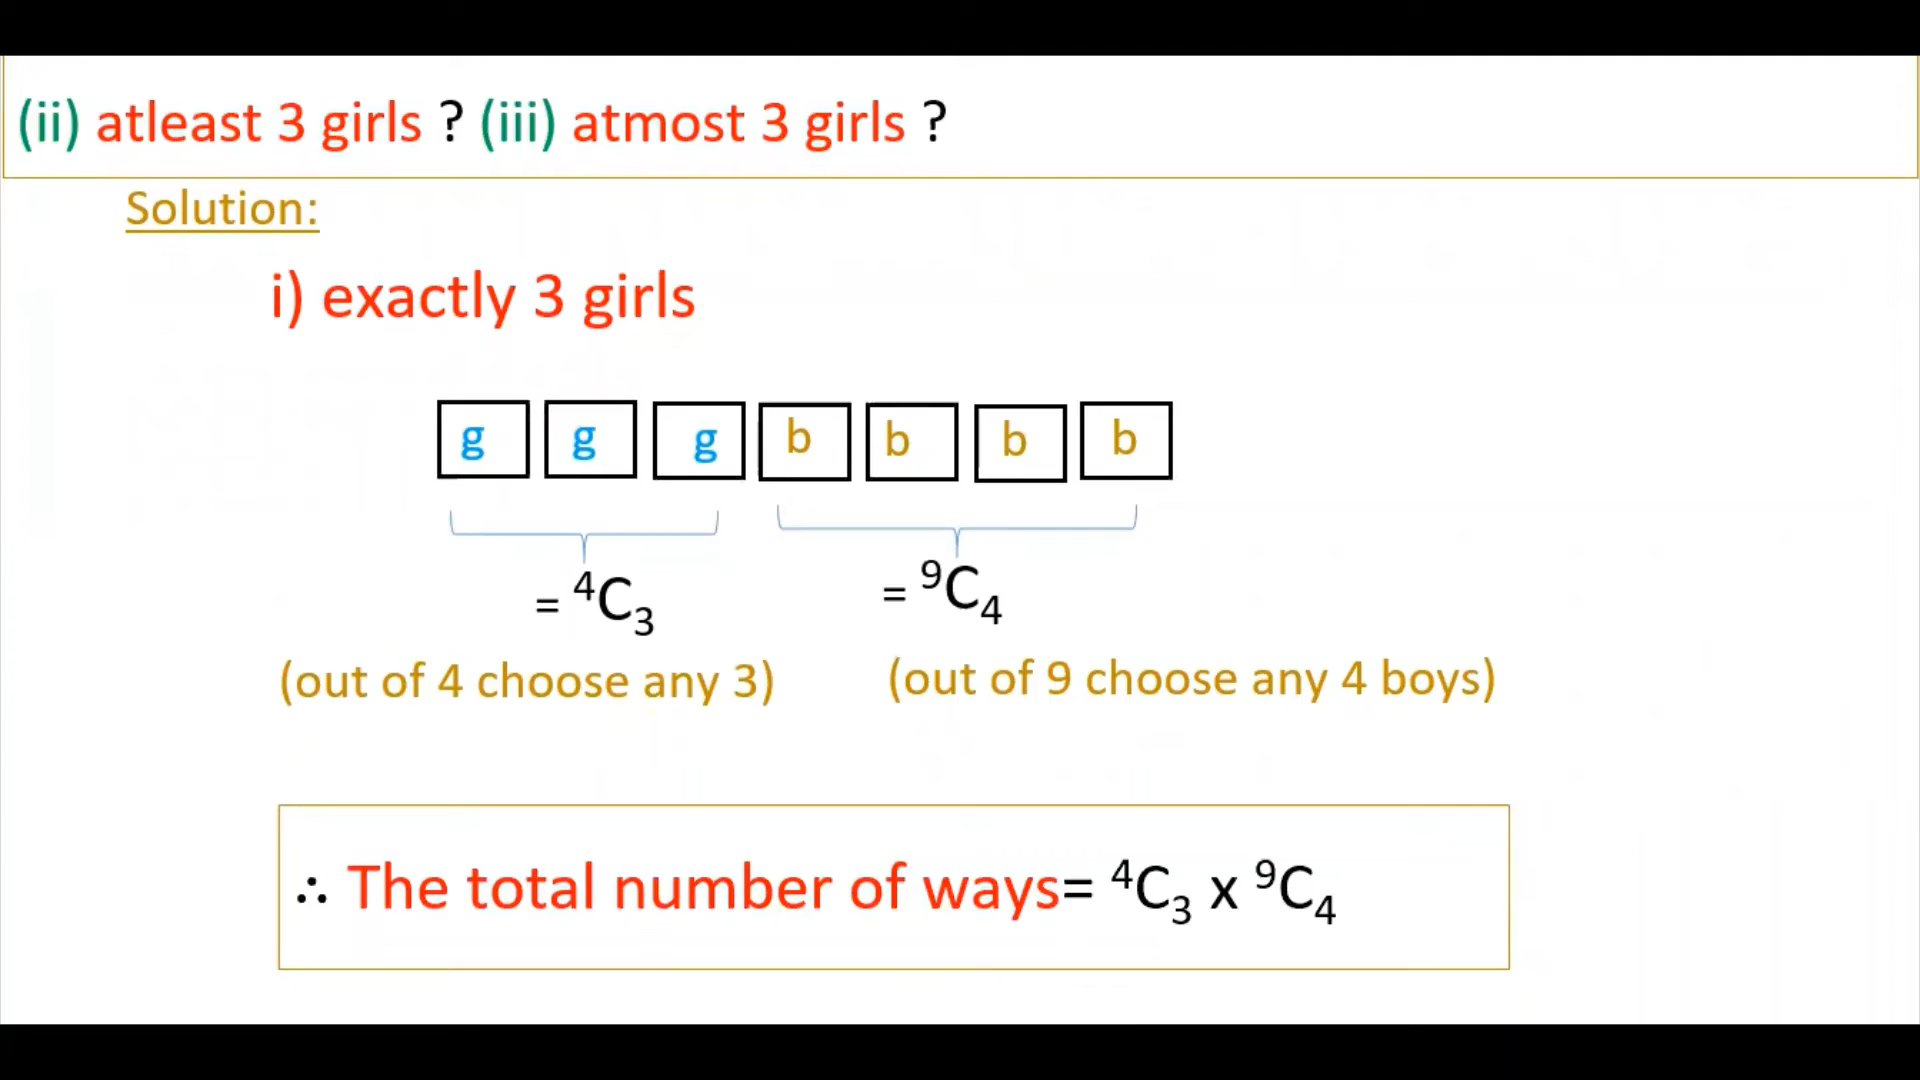 (ii) atleast 3 girls ? (iii) atmost 3 girls ?
Solution:
i) exactly 3 girls
g g g b b b b
= ⁴C₃ = ⁹C₄
(out of 4 choose any 3) (out of 9 choose any 4 boys)
∴ The total number of ways= ⁴C₃ x ⁹C₄